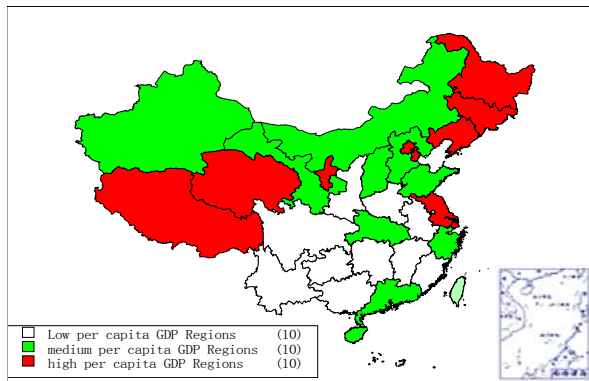 Low per capita GDP Regions (10)
medium per capita GDP Regions (10)
high per capita GDP Regions (10)